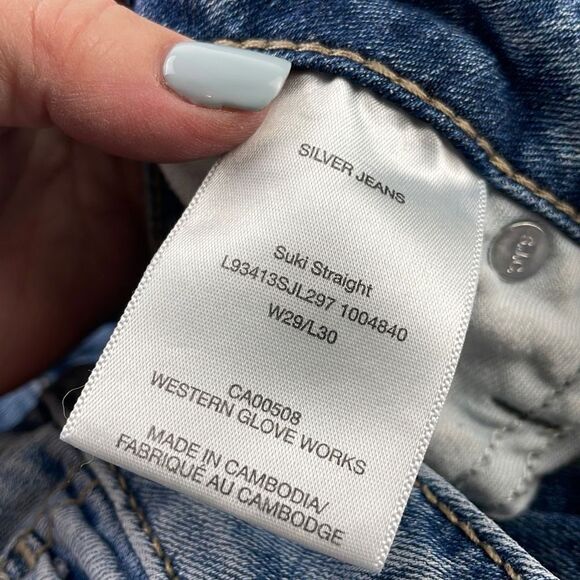 SILVER JEANS
Suki Straight
L93413SJL297 1004840
W29/L30
CA00508
WESTERN GLOVE WORKS
MADE IN CAMBODIA/
FABRIQUÉ AU CAMBODGE